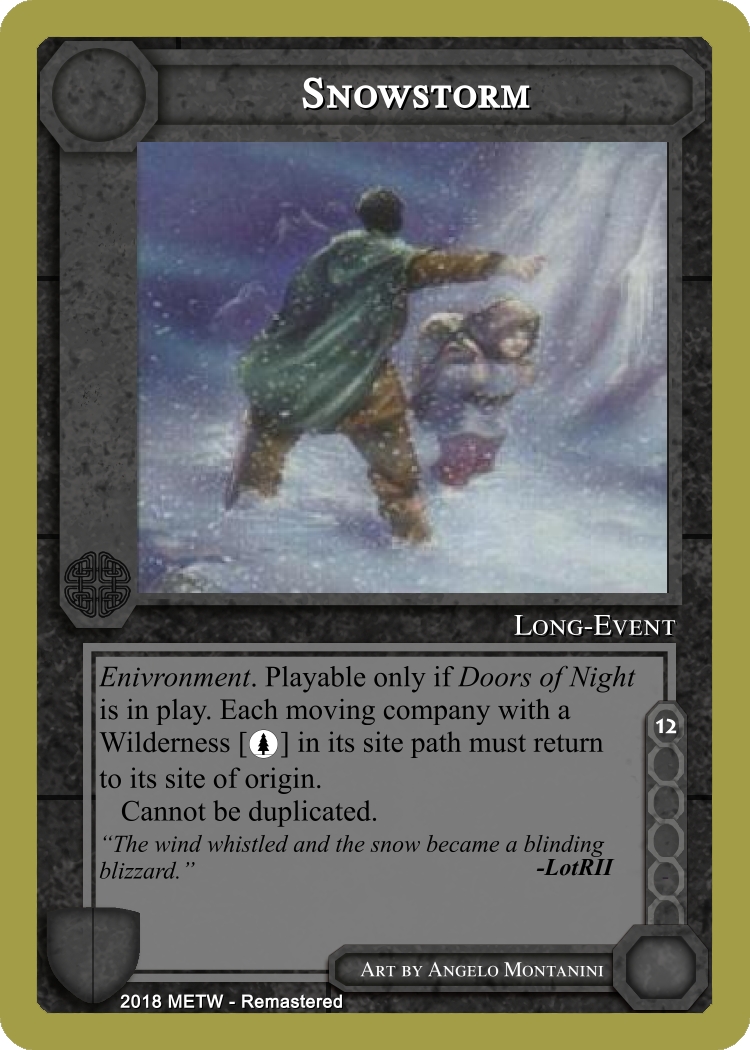 Snowstorm
Long-Event
Enivronment. Playable only if Doors of Night
is in play. Each moving company with a
Wilderness [ ] in its site path must return
to its site of origin.
Cannot be duplicated.
12
“The wind whistled and the snow became a blinding
blizzard.” -LotRII
Art by Angelo Montanini
2018 METW - Remastered